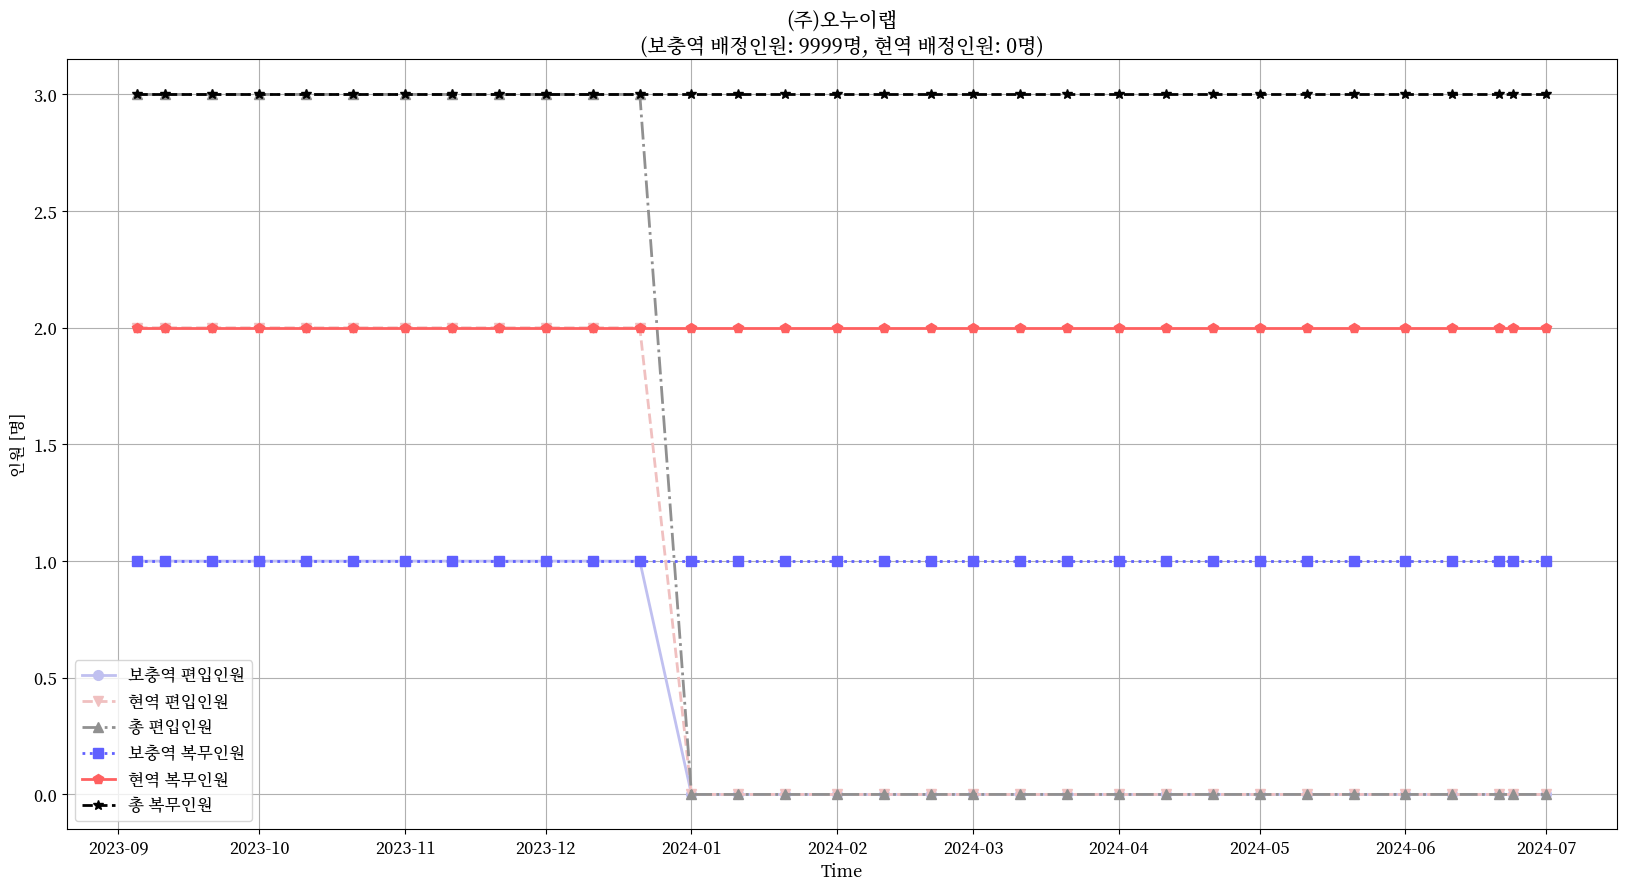 (주)오누이랩
(보충역 배정인원: 9999명, 현역 배정인원: 0명)
인원 [명]
3.0
2.5
2.0
1.5
1.0
0.5
0.0
보충역 편입인원
현역 편입인원
총 편입인원
보충역 복무인원
현역 복무인원
총 복무인원
2023-09 2023-10 2023-11 2023-12 2024-01 2024-02 2024-03 2024-04 2024-05 2024-06 2024-07
Time